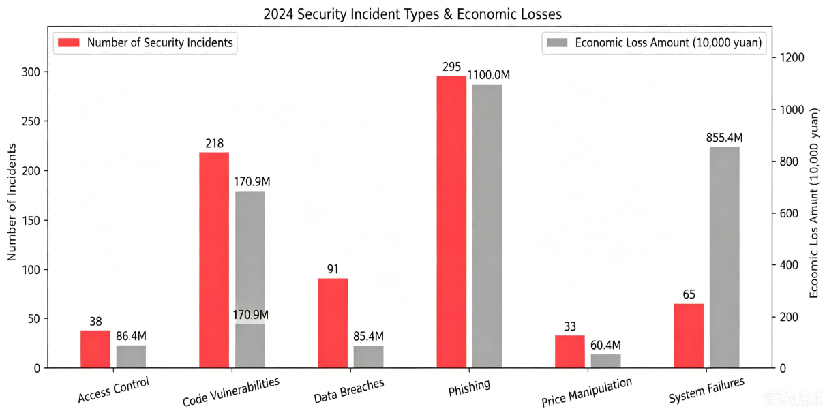 2024 Security Incident Types & Economic Losses
Number of Security Incidents
Economic Loss Amount (10,000 yuan)
Number of Incidents
300
250
200
150
100
50
0
1200
1000
800
600
400
200
0
Ecoomic Los Amunt (10,000 yuan)
38
86.4M
218
170.9M
170.9M
91
85.4M
295
1100.0M
33
60.4M
65
855.4M
Access Control
Code Vulnerabilities
Data Breaches
Phishing
Price Manipulation
System Failures